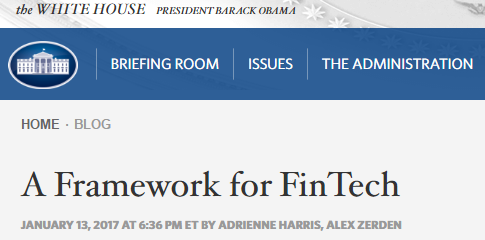 the WHITE HOUSE PRESIDENT BARACK OBAMA
BRIEFING ROOM ISSUES THE ADMINISTRATION
HOME · BLOG
A Framework for FinTech
JANUARY 13, 2017 AT 6:36 PM ET BY ADRIENNE HARRIS, ALEX ZERDEN